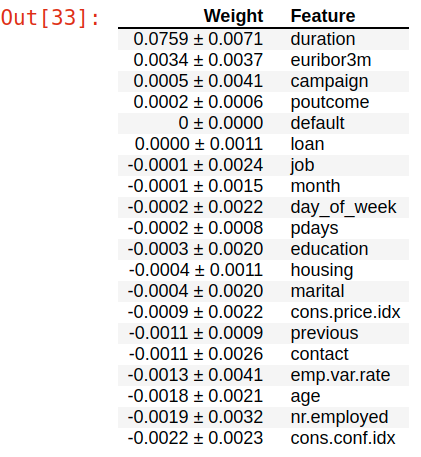 Out[33]:
Weight Feature
0.0759 ± 0.0071 duration
0.0034 ± 0.0037 euribor3m
0.0005 ± 0.0041 campaign
0.0002 ± 0.0006 poutcome
0 ± 0.0000 default
0.0000 ± 0.0011 loan
-0.0001 ± 0.0024 job
-0.0001 ± 0.0015 month
-0.0002 ± 0.0022 day_of_week
-0.0002 ± 0.0008 pdays
-0.0003 ± 0.0020 education
-0.0004 ± 0.0011 housing
-0.0004 ± 0.0020 marital
-0.0009 ± 0.0022 cons.price.idx
-0.0011 ± 0.0009 previous
-0.0011 ± 0.0026 contact
-0.0013 ± 0.0041 emp.var.rate
-0.0018 ± 0.0021 age
-0.0019 ± 0.0032 nr.employed
-0.0022 ± 0.0023 cons.conf.idx